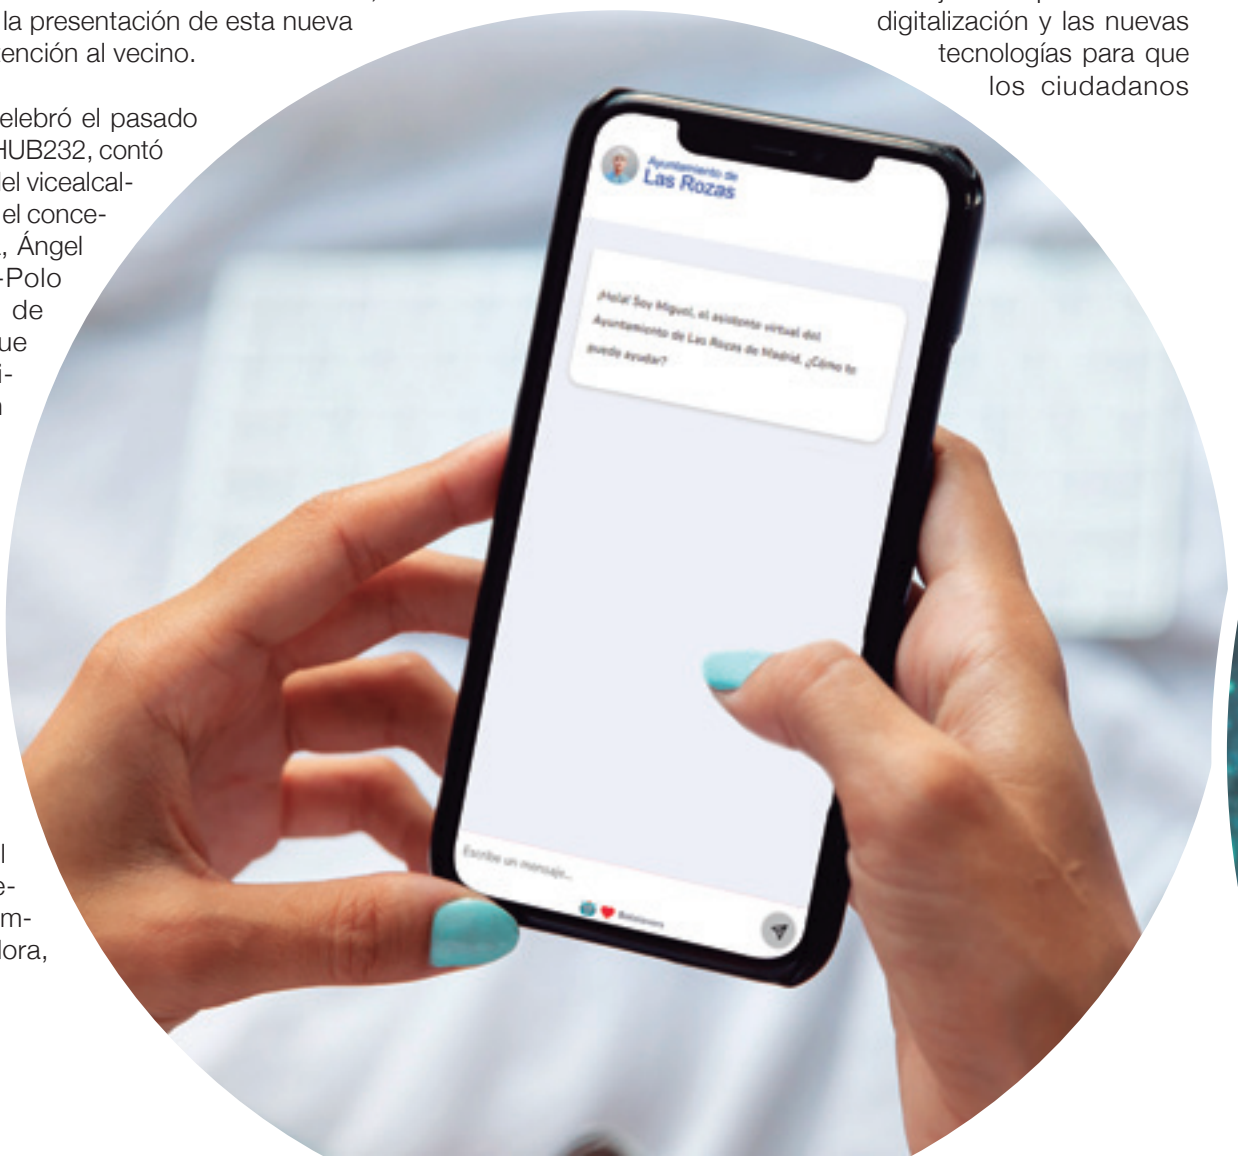 la presentación de esta nueva
tención al vecino.
elebró el pasado
HUB232, contó
del vicealcal-
el conce-
, Ángel
-Polo
de
ue
i-
l
e-
m-
dora,
digitalización y las nuevas
tecnologías para que
los ciudadanos
Ayuntamiento de
Las Rozas
¡Hola! Soy Miguel, el asistente virtual del
Ayuntamiento de Las Rozas de Madrid. ¿Cómo te
puedo ayudar?
Escribe un mensaje...